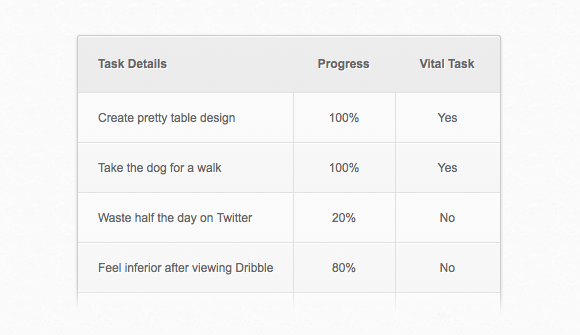 Task Details Progress Vital Task
Create pretty table design 100% Yes
Take the dog for a walk 100% Yes
Waste half the day on Twitter 20% No
Feel inferior after viewing Dribble 80% No